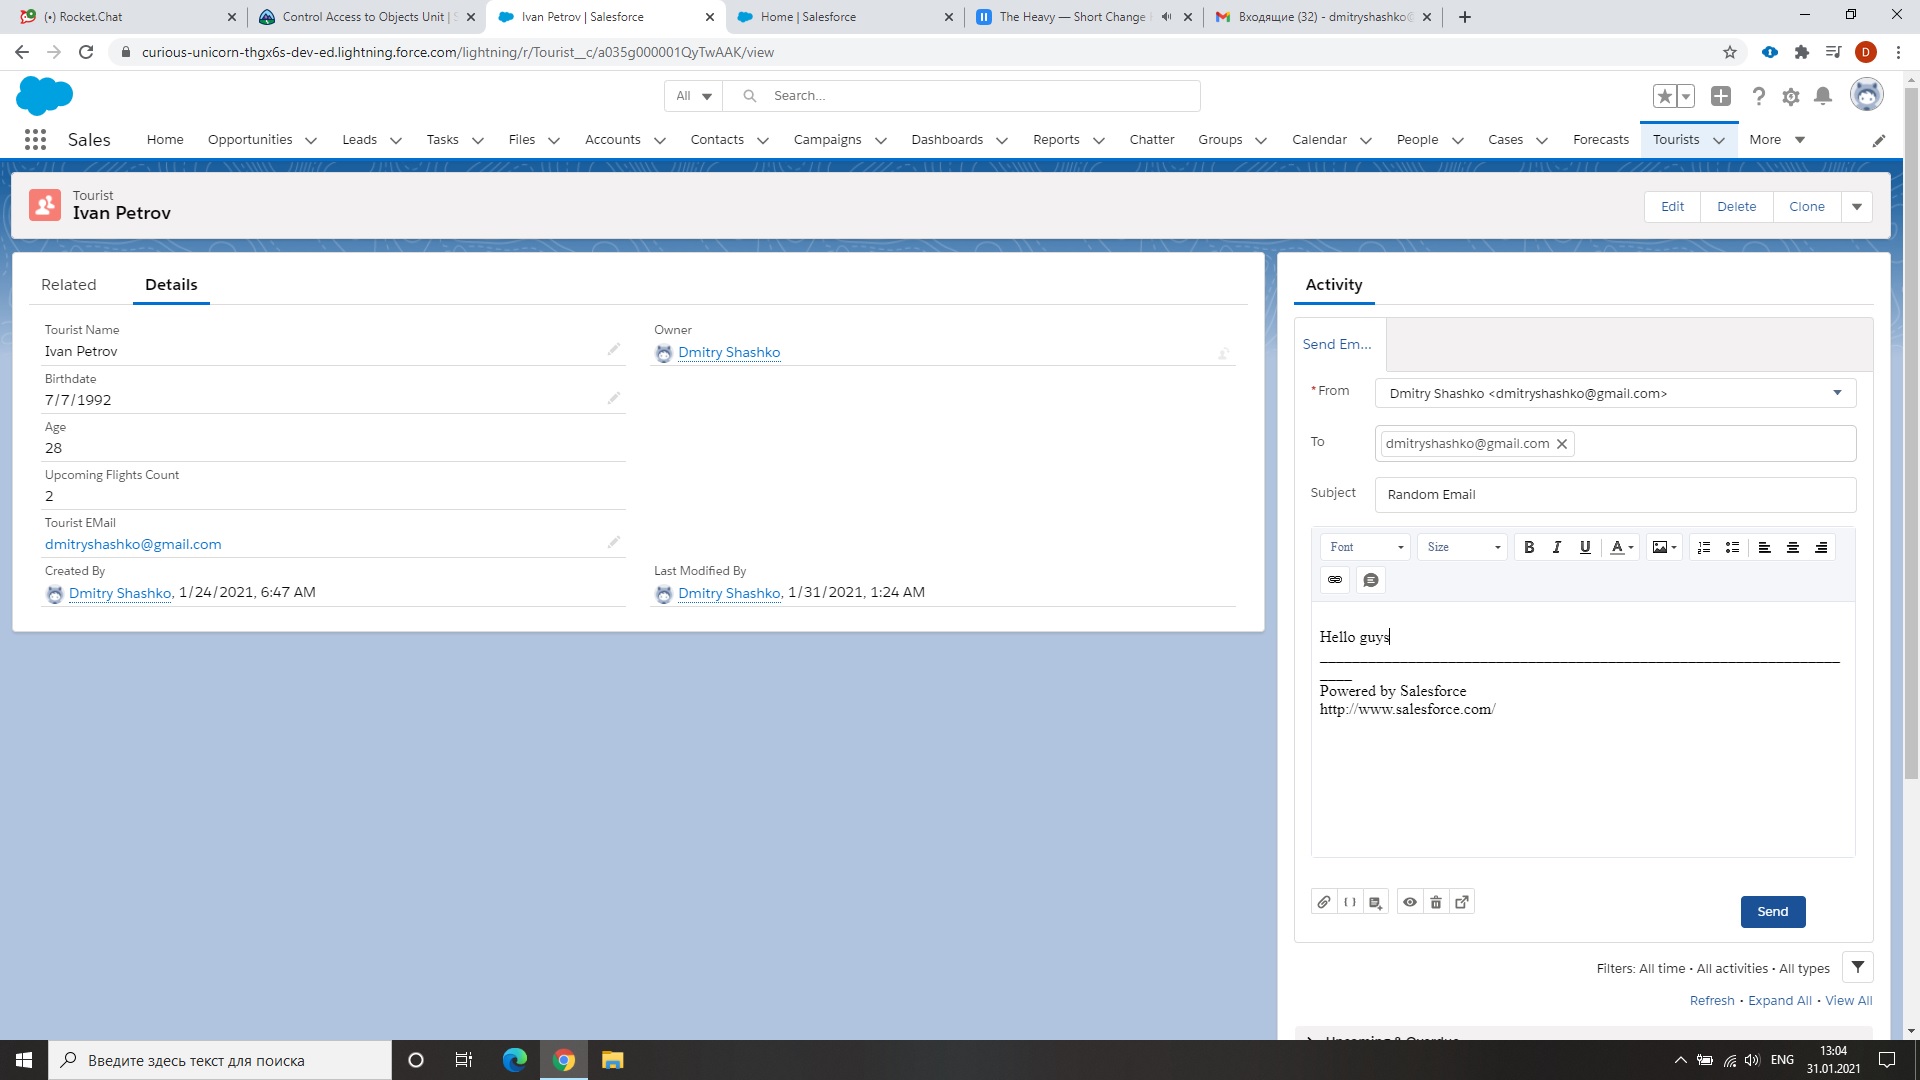 (•) Rocket.Chat
Control Access to Objects Unit | S
Ivan Petrov | Salesforce
Home | Salesforce
The Heavy — Short Change
Входящие (32) - dmitryshashko@
curious-unicorn-thgx6s-dev-ed.lightning.force.com/lightning/r/Tourist__c/a035g000001QyTwAAK/view
D
All
Search...
Sales
Home
Opportunities
Leads
Tasks
Files
Accounts
Contacts
Campaigns
Dashboards
Reports
Chatter
Groups
Calendar
People
Cases
Forecasts
Tourists
More
Tourist
Ivan Petrov
Edit
Delete
Clone
Related
Details
Tourist Name
Ivan Petrov
Birthdate
7/7/1992
Age
28
Upcoming Flights Count
2
Tourist EMail
dmitryshashko@gmail.com
Created By
Dmitry Shashko, 1/24/2021, 6:47 AM
Owner
Dmitry Shashko
Last Modified By
Dmitry Shashko, 1/31/2021, 1:24 AM
Activity
Send Em...
*From
Dmitry Shashko <dmitryshashko@gmail.com>
To
dmitryshashko@gmail.com
Subject
Random Email
Font
Size
B I U A
Hello guys
Powered by Salesforce
http://www.salesforce.com/
Send
Filters: All time • All activities • All types
Refresh • Expand All • View All
Upcoming & Overdue
Введите здесь текст для поиска
ENG
13:04
31.01.2021